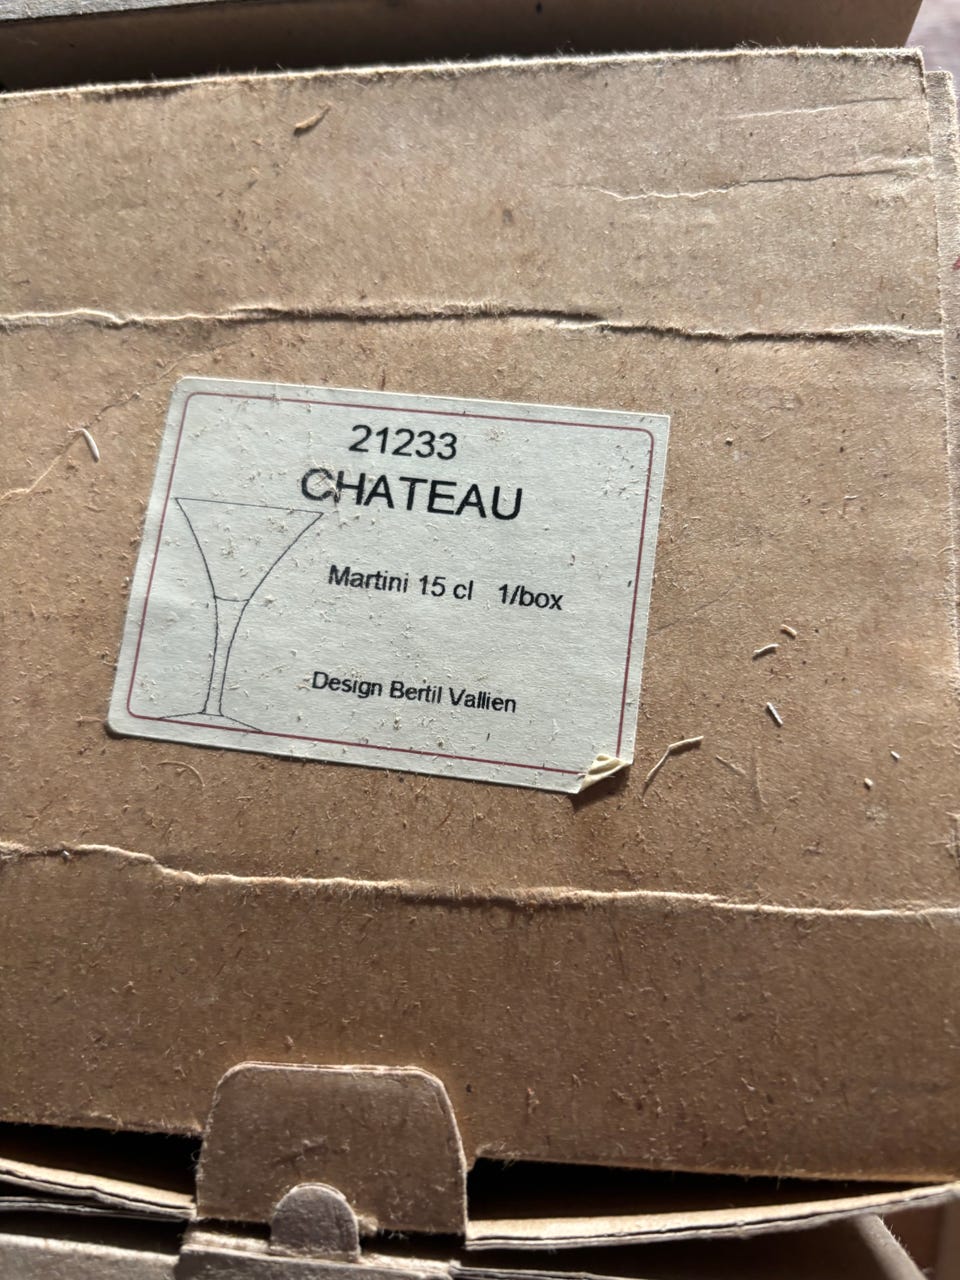 21233
CHATEAU
Martini 15 cl 1/box
Design Bertil Vallien